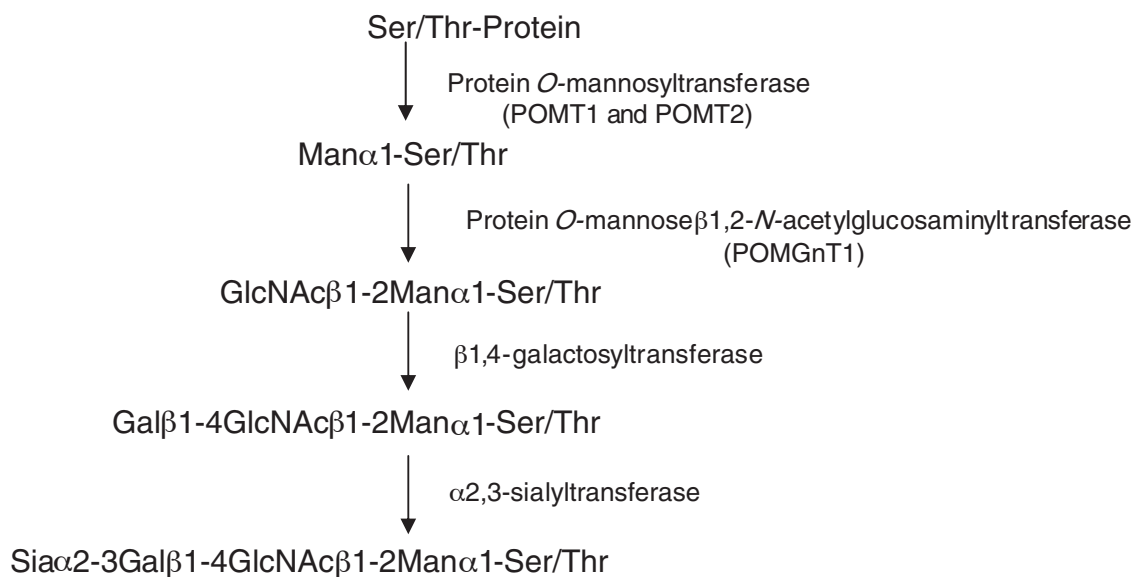 Ser/Thr-Protein
Protein O-mannosyltransferase
(POMT1 and POMT2)
Manα1-Ser/Thr
Protein O-mannoseβ1,2-N-acetylglucosaminyltransferase
(POMGnT1)
GlcNAcβ1-2Manα1-Ser/Thr
β1,4-galactosyltransferase
Galβ1-4GlcNAcβ1-2Manα1-Ser/Thr
α2,3-sialyltransferase
Siaα2-3Galβ1-4GlcNAcβ1-2Manα1-Ser/Thr